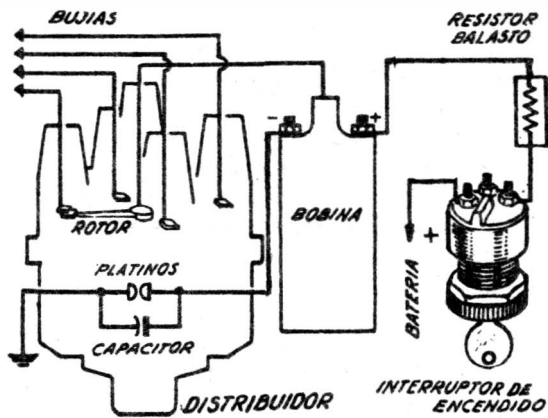 BUJIAS
RESISTOR
BALASTO
- +
BOBINA
ROTOR
+
BATERIA
PLATINOS
CAPACITOR
DISTRIBUIDOR
INTERRUPTOR DE
ENCENDIDO